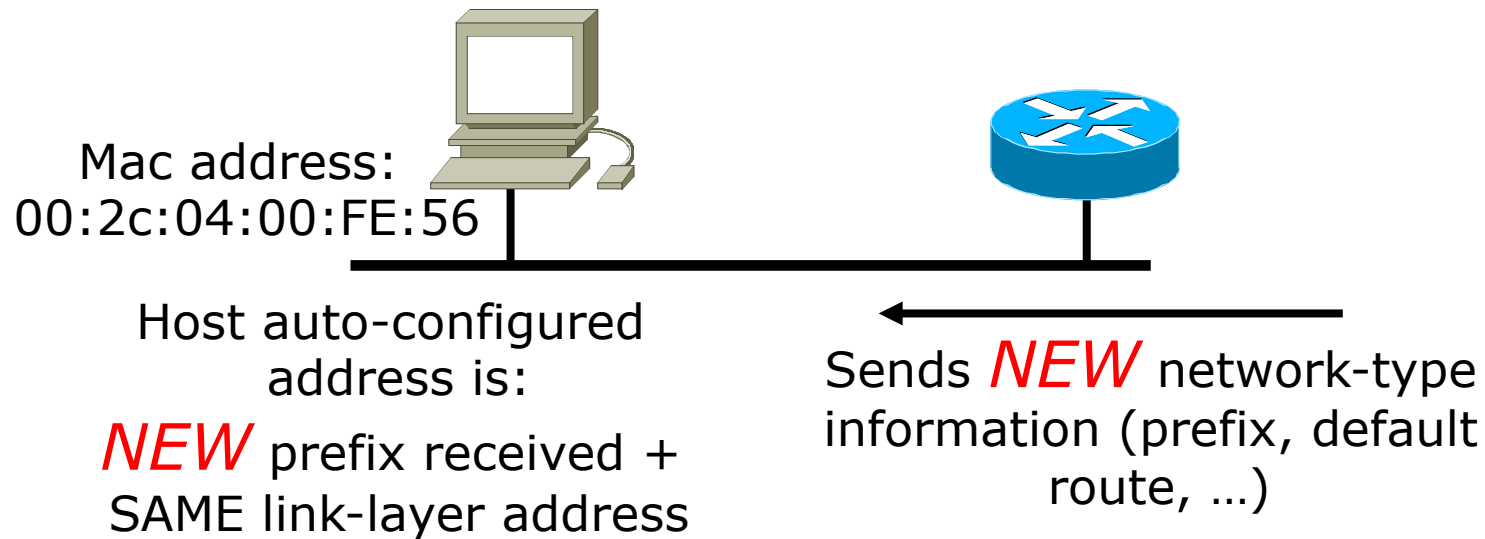 Mac address:
00:2c:04:00:FE:56
Host auto-configured
address is:
NEW prefix received +
SAME link-layer address
Sends NEW network-type
information (prefix, default
route, …)